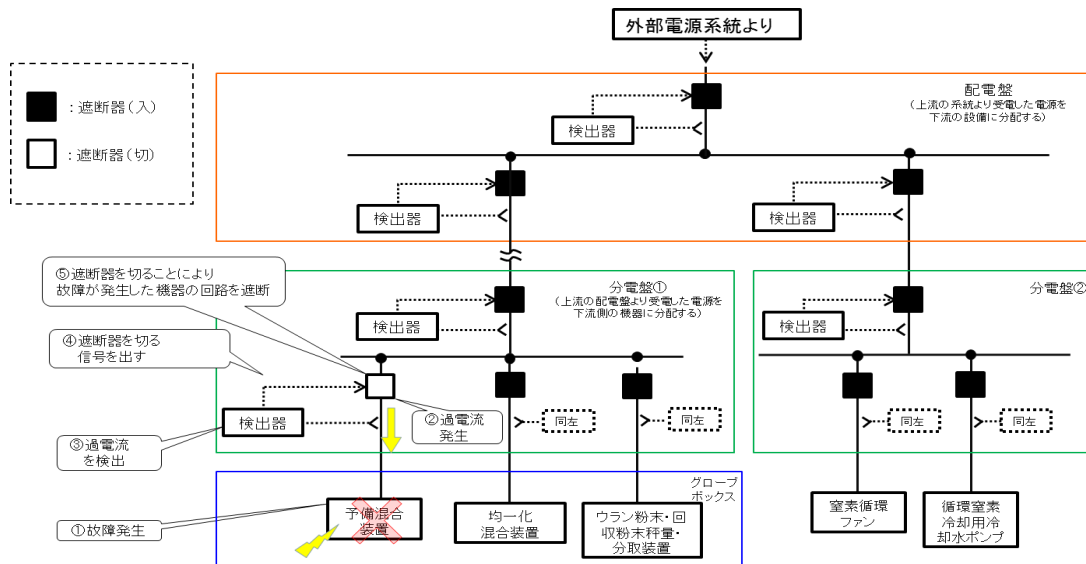 外部電源系統より
：遮断器（入）
：遮断器（切）
配電盤
（上流の系統より受電した電源を
下流の設備に分配する）
検出器
検出器
検出器
⑤遮断器を切ることにより
故障が発生した機器の回路を遮断
分電盤①
（上流の配電盤より受電した電源を
下流側の機器に分配する）
分電盤②
検出器
検出器
④遮断器を切る
信号を出す
検出器
②過電流
発生
同左
同左
同左
同左
③過電流
を検出
グローブ
ボックス
①故障発生
予備混合
装置
均一化
混合装置
ウラン粉末・回
収粉末秤量・
分取装置
窒素循環
ファン
循環窒素
冷却用冷
却水ポンプ